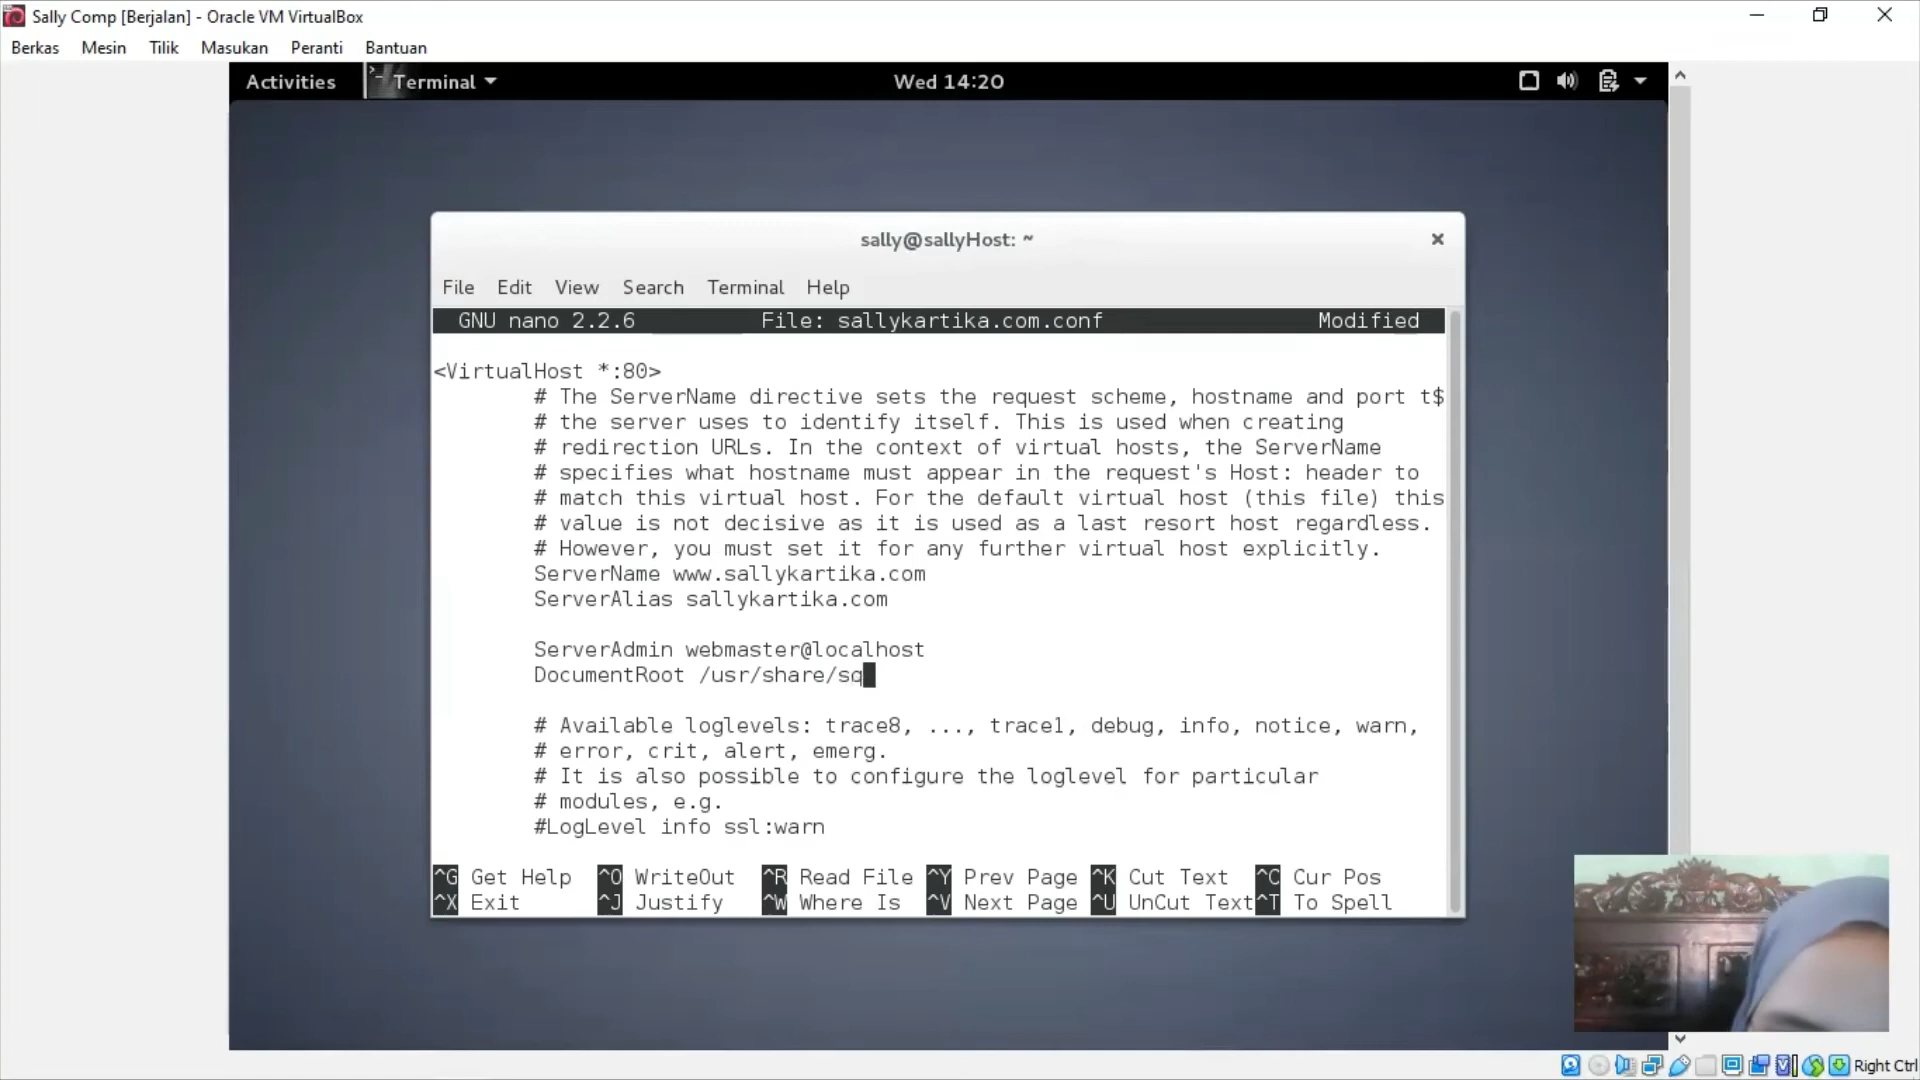 Sally Comp [Berjalan] - Oracle VM VirtualBox
Berkas Mesin Tilik Masukan Peranti Bantuan
Activities Terminal Wed 14:20
sally@sallyHost: ~
File Edit View Search Terminal Help
GNU nano 2.2.6 File: sallykartika.com.conf Modified
<VirtualHost *:80>
# The ServerName directive sets the request scheme, hostname and port t$
# the server uses to identify itself. This is used when creating
# redirection URLs. In the context of virtual hosts, the ServerName
# specifies what hostname must appear in the request's Host: header to
# match this virtual host. For the default virtual host (this file) this
# value is not decisive as it is used as a last resort host regardless.
# However, you must set it for any further virtual host explicitly.
ServerName www.sallykartika.com
ServerAlias sallykartika.com
ServerAdmin webmaster@localhost
DocumentRoot /usr/share/sq
# Available loglevels: trace8, ..., trace1, debug, info, notice, warn,
# error, crit, alert, emerg.
# It is also possible to configure the loglevel for particular
# modules, e.g.
#LogLevel info ssl:warn
^G Get Help ^O WriteOut ^R Read File ^Y Prev Page ^K Cut Text ^C Cur Pos
^X Exit ^J Justify ^W Where Is ^V Next Page ^U UnCut Text ^T To Spell
Right Ctrl